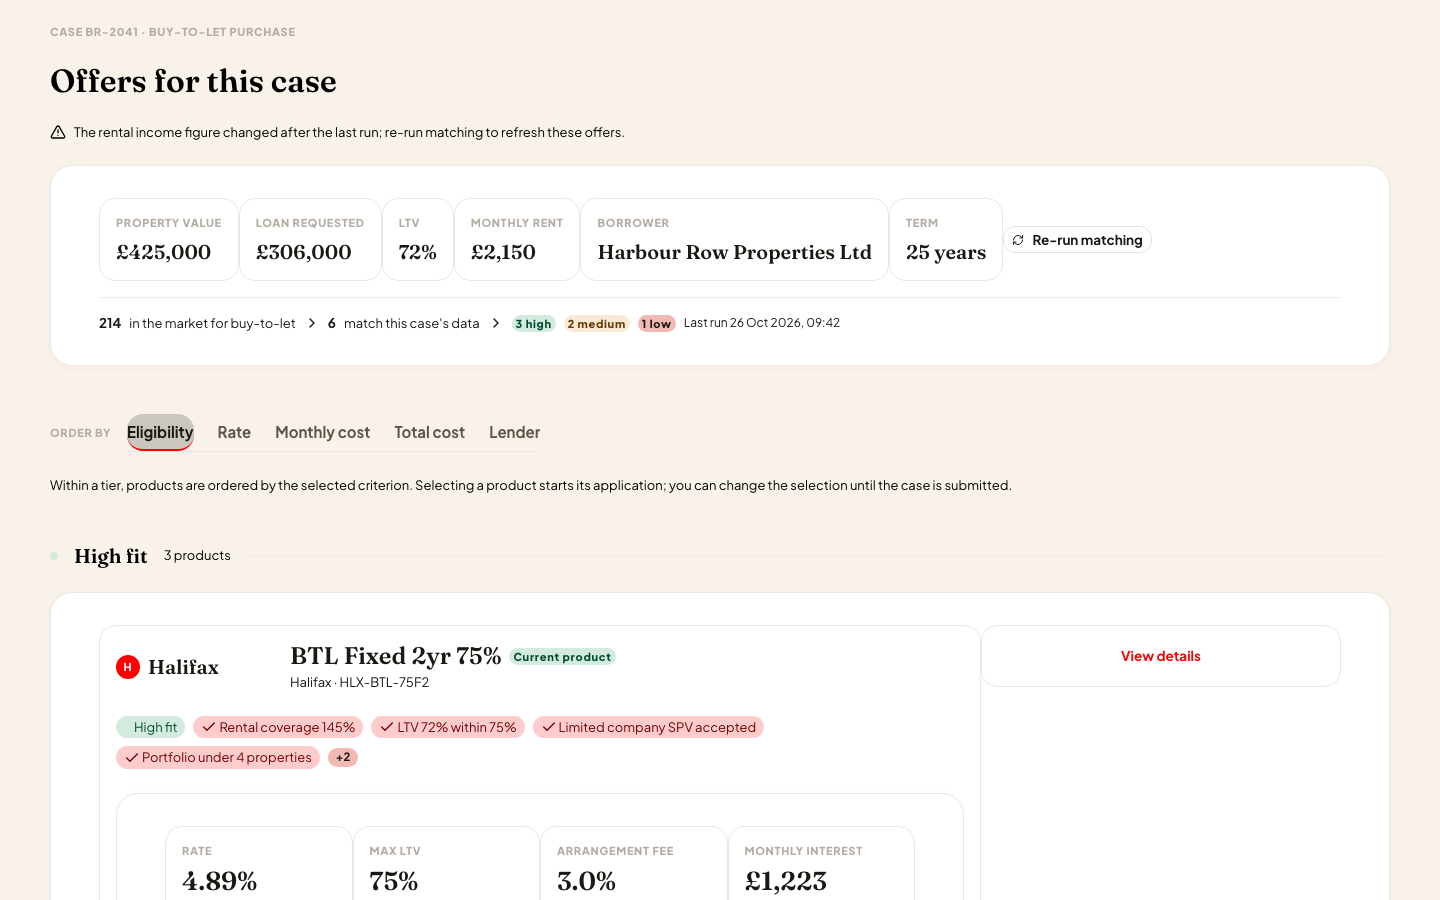 CASE BR-2041 · BUY-TO-LET PURCHASE
Offers for this case
The rental income figure changed after the last run; re-run matching to refresh these offers.
PROPERTY VALUE LOAN REQUESTED LTV MONTHLY RENT BORROWER TERM
£425,000 £306,000 72% £2,150 Harbour Row Properties Ltd 25 years Re-run matching
214 in the market for buy-to-let 6 match this case's data 3 high 2 medium 1 low Last run 26 Oct 2026, 09:42
ORDER BY Eligibility Rate Monthly cost Total cost Lender
Within a tier, products are ordered by the selected criterion. Selecting a product starts its application; you can change the selection until the case is submitted.
High fit 3 products
H Halifax BTL Fixed 2yr 75% Current product View details
Halifax · HLX-BTL-75F2
High fit Rental coverage 145% LTV 72% within 75% Limited company SPV accepted
Portfolio under 4 properties +2
RATE MAX LTV ARRANGEMENT FEE MONTHLY INTEREST
4.89% 75% 3.0% £1,223